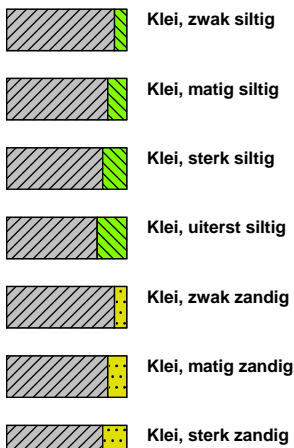 Klei, zwak siltig
Klei, matig siltig
Klei, sterk siltig
Klei, uiterst siltig
Klei, zwak zandig
Klei, matig zandig
Klei, sterk zandig